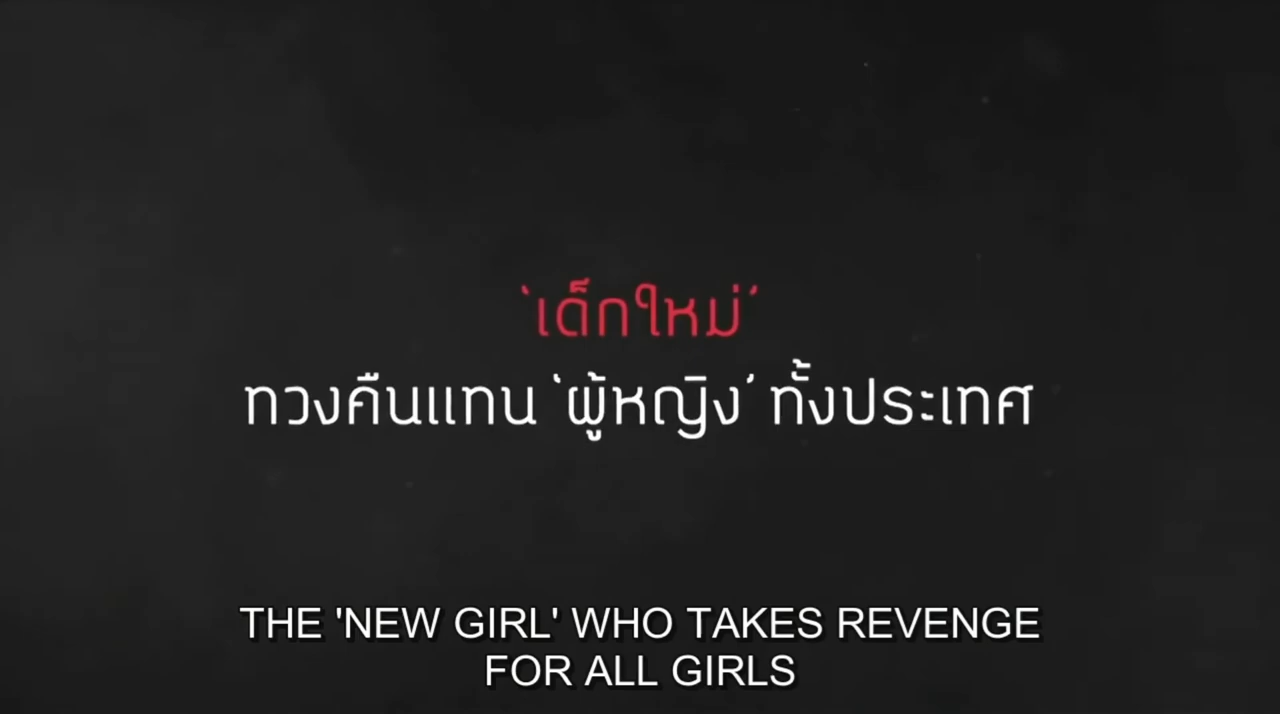 'เด็กใหม่'
ทวงคืนแทน 'ผู้หญิง' ทั้งประเทศ
THE 'NEW GIRL' WHO TAKES REVENGE
FOR ALL GIRLS